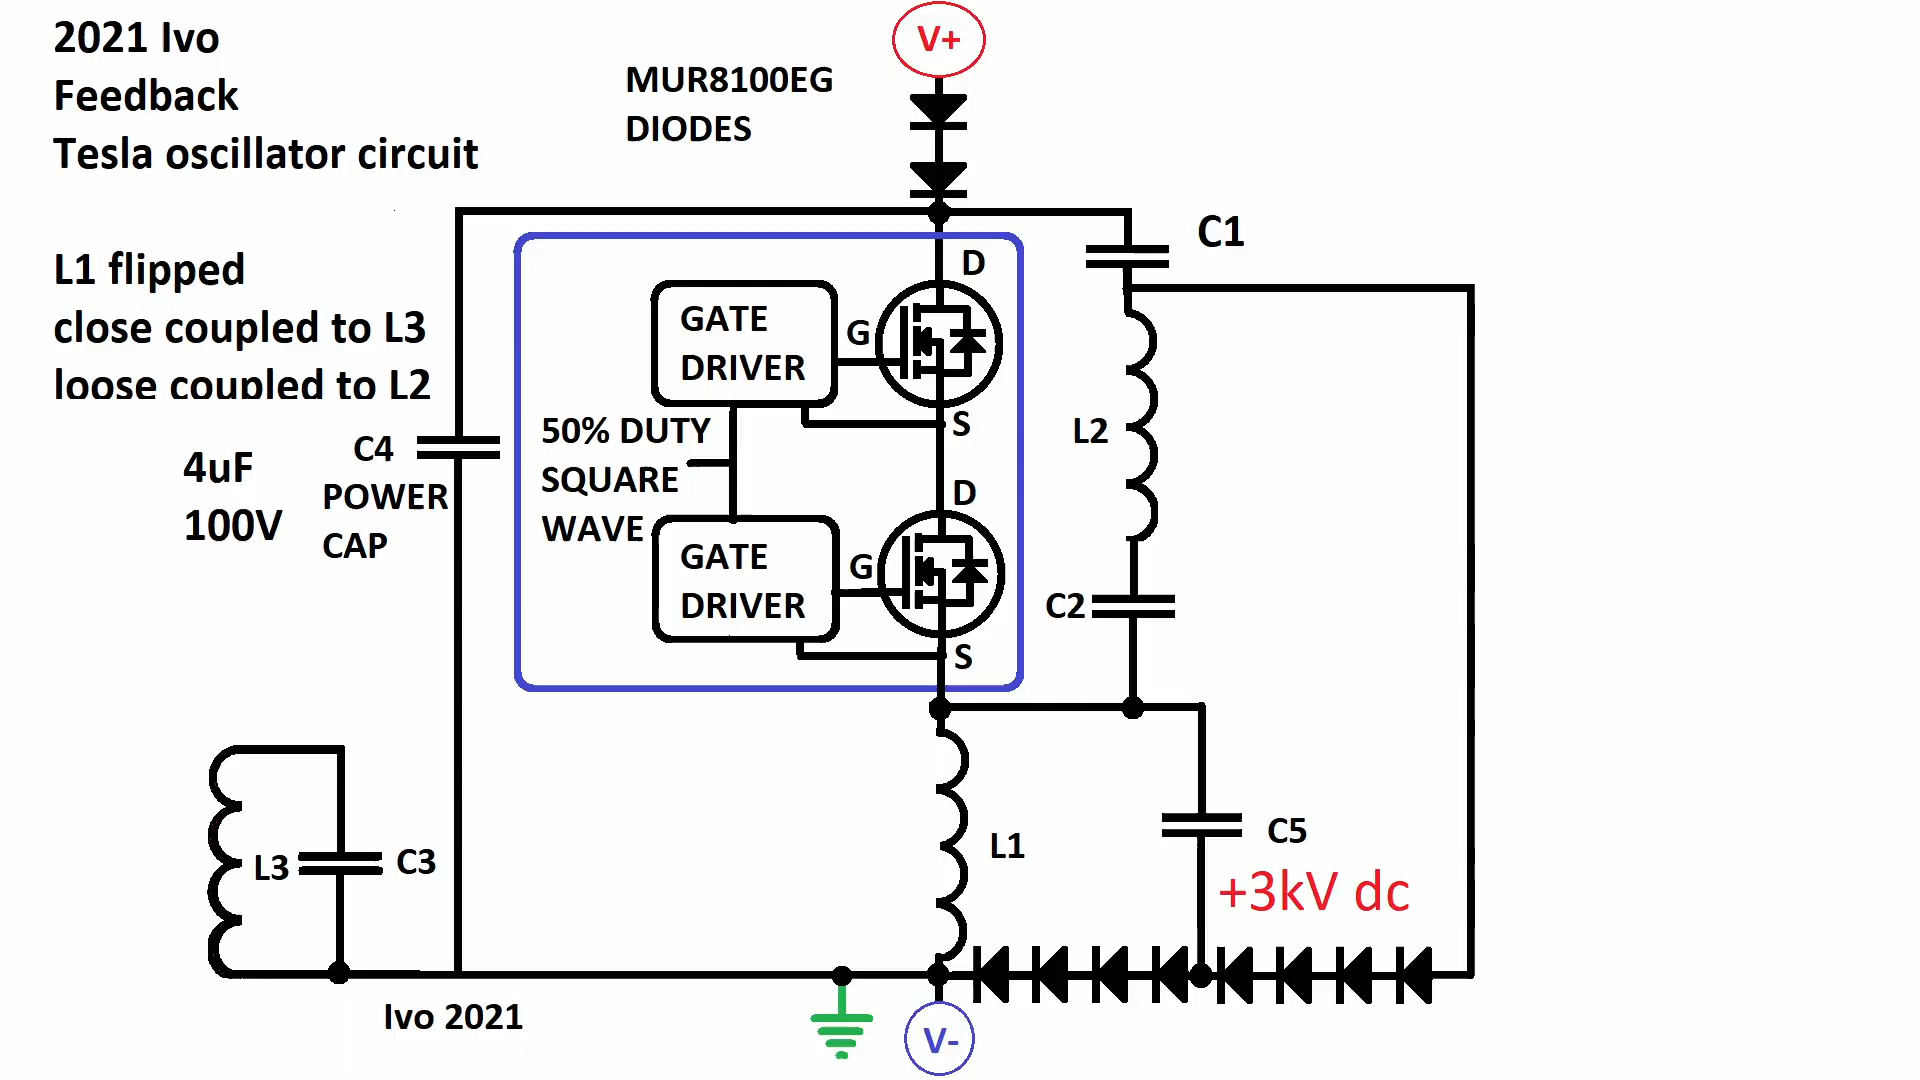 2021 Ivo
Feedback
Tesla oscillator circuit
V+
MUR8100EG
DIODES
L1 flipped
close coupled to L3
loose coupled to L2
C1
D
GATE
DRIVER
G
S
50% DUTY
SQUARE
WAVE
L2
C4
POWER
CAP
4uF
100V
D
GATE
DRIVER
G
S
C2
L3
C3
L1
C5
+3kV dc
Ivo 2021
V-